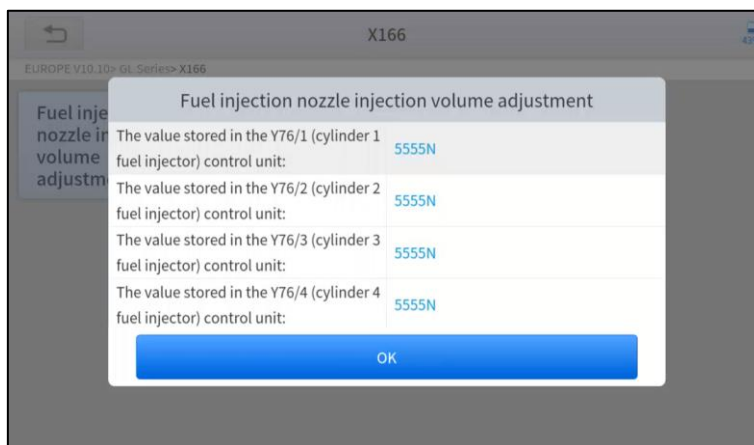 X166
EUROPE V10.10> GL Series> X166
Fuel inje
nozzle in
volume
adjustm
Fuel injection nozzle injection volume adjustment
The value stored in the Y76/1 (cylinder 1
fuel injector) control unit:
5555N
The value stored in the Y76/2 (cylinder 2
fuel injector) control unit:
5555N
The value stored in the Y76/3 (cylinder 3
fuel injector) control unit:
5555N
The value stored in the Y76/4 (cylinder 4
fuel injector) control unit:
5555N
OK